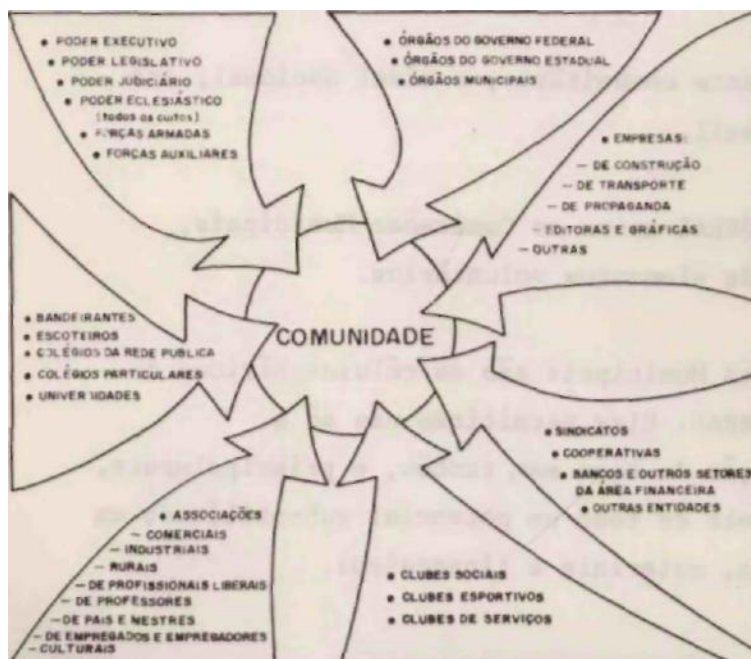 • PODER EXECUTIVO
• PODER LEGISLATIVO
• PODER JUDICIÁRIO
• PODER ECLESIÁSTICO
(todos os cultos)
• FORÇAS ARMADAS
• FORÇAS AUXILIARES
• ÓRGÃOS DO GOVERNO FEDERAL
• ÓRGÃOS DO GOVERNO ESTADUAL
• ÓRGÃOS MUNICIPAIS
• EMPRESAS
— DE CONSTRUÇÃO
— DE TRANSPORTE
— DE PROPAGANDA
— EDITORAS E GRÁFICAS
— OUTRAS
• BANDEIRANTES
• ESCOTEIROS
• COLÉGIOS DA REDE PUBLICA
• COLÉGIOS PARTICULARES
• UNIVERSIDADES
COMUNIDADE
• SINDICATOS
• COOPERATIVAS
• BANCOS E OUTROS SETORES
DA ÁREA FINANCEIRA
• OUTRAS ENTIDADES
• ASSOCIAÇÕES
— COMERCIAIS
— INDUSTRIAIS
— RURAIS
— DE PROFISSIONAIS LIBERAIS
— DE PROFESSORES
— DE PAIS E MESTRES
— DE EMPREGADOS E EMPREGADORES
— CULTURAIS
• CLUBES SOCIAIS
• CLUBES ESPORTIVOS
• CLUBES DE SERVIÇOS